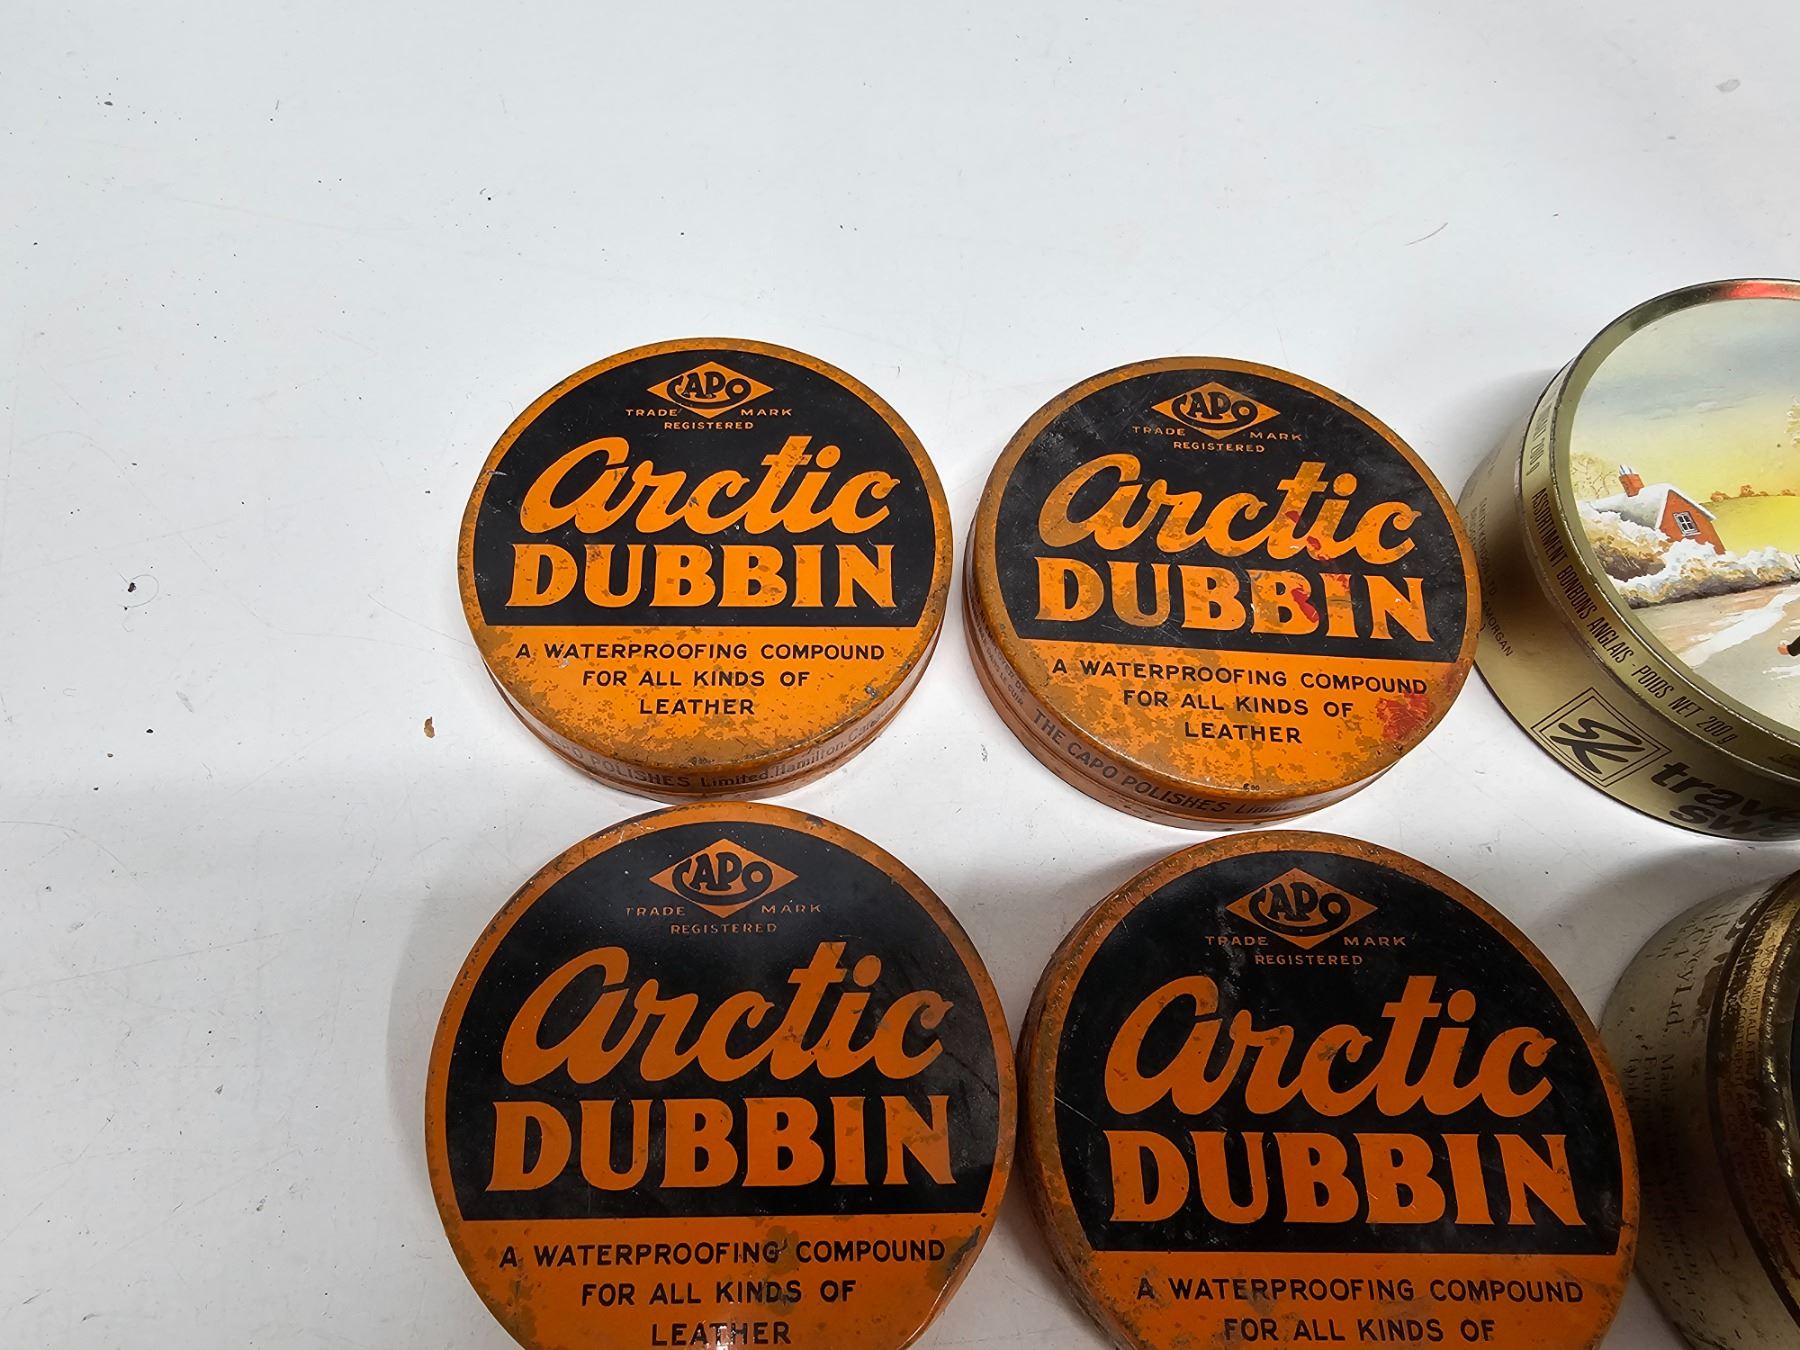 CAPO
TRADE MARK
REGISTERED
Arctic
DUBBIN
A WATERPROOFING COMPOUND
FOR ALL KINDS OF
LEATHER
POLISHES Limited. Hamilton.
CAPO
TRADE MARK
REGISTERED
Arctic
DUBBIN
A WATERPROOFING COMPOUND
FOR ALL KINDS OF
LEATHER
THE CAPO POLISHES
ASSORTIMENT BONBONS ANGLAIS - POIDS NET 200g
SK
CAPO
TRADE MARK
REGISTERED
Arctic
DUBBIN
A WATERPROOFING COMPOUND
FOR ALL KINDS OF
LEATHER
CAPO
TRADE MARK
REGISTERED
Arctic
DUBBIN
A WATERPROOFING COMPOUND
FOR ALL KINDS OF